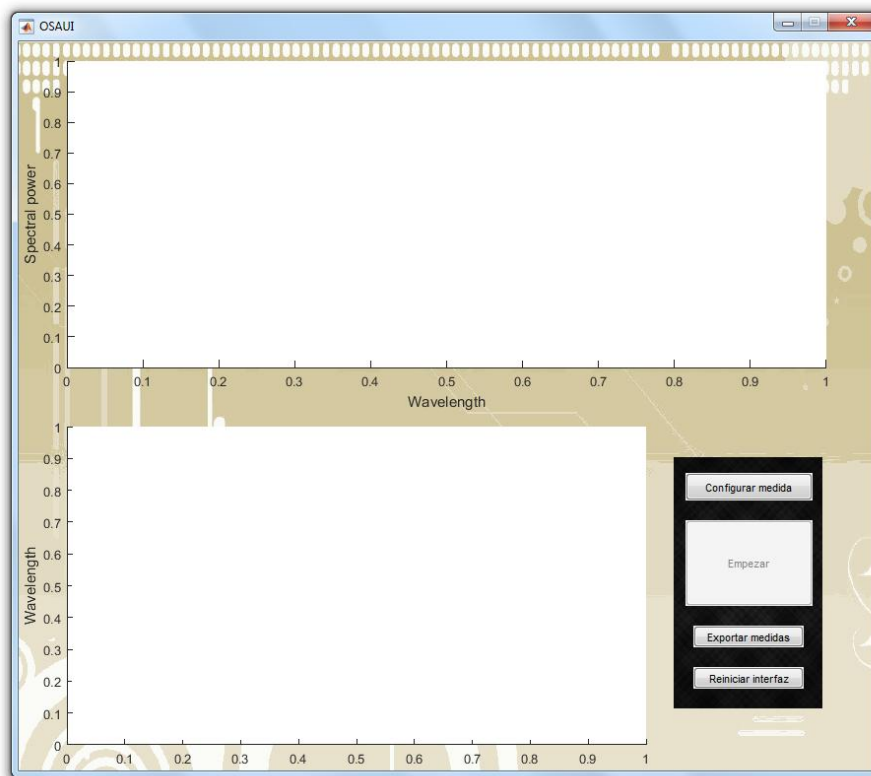 OSAUI
1
0.9
0.8
0.7
0.6
0.5
0.4
0.3
0.2
0.1
0
Spectral power
0 0.1 0.2 0.3 0.4 0.5 0.6 0.7 0.8 0.9 1
Wavelength
1
0.9
0.8
0.7
0.6
0.5
0.4
0.3
0.2
0.1
0
Wavelength
0 0.1 0.2 0.3 0.4 0.5 0.6 0.7 0.8 0.9 1
Configurar medida
Empezar
Exportar medidas
Reiniciar interfaz